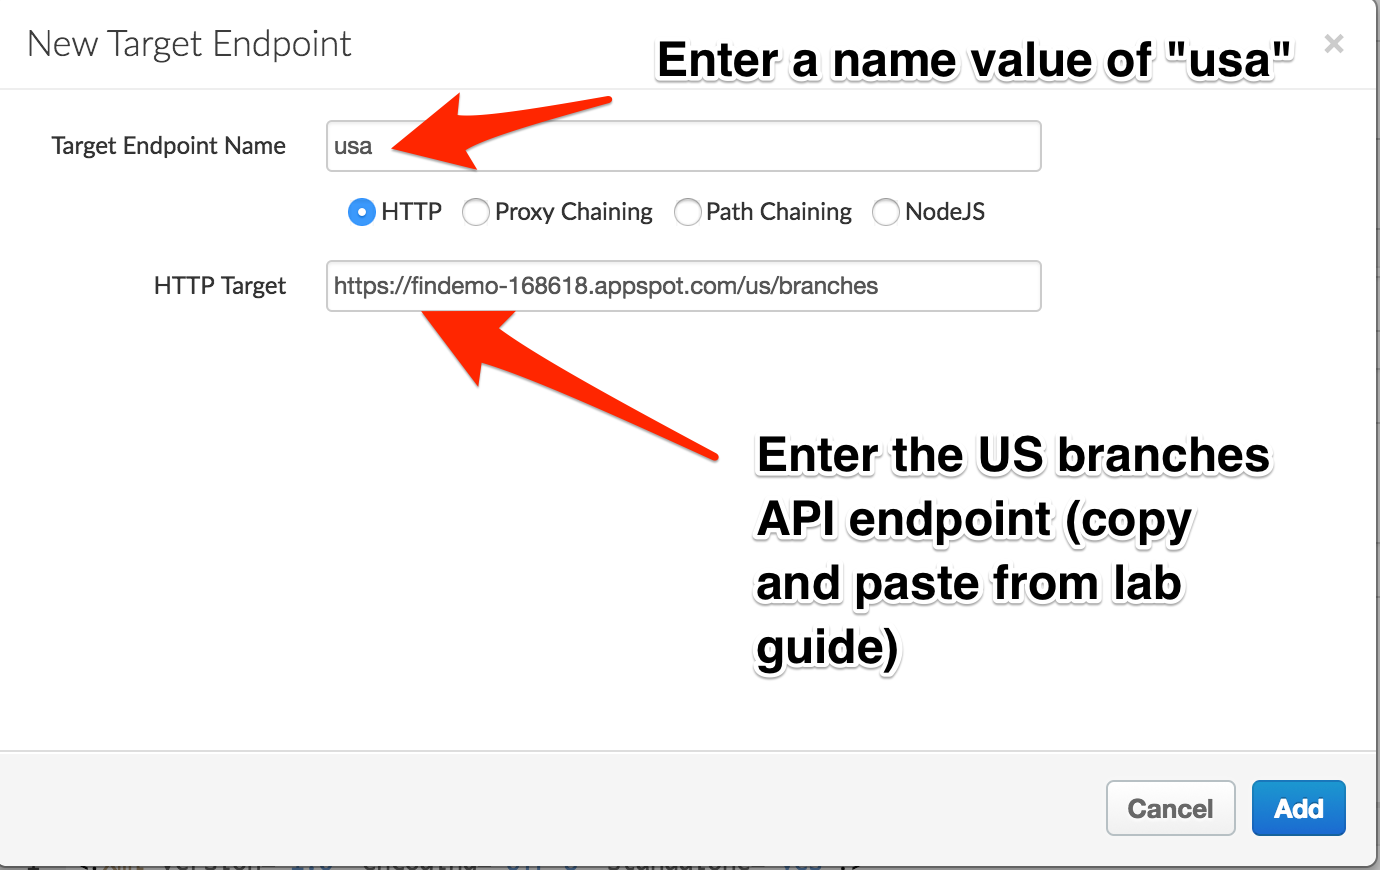 New Target Endpoint
Enter a name value of "usa"
×
Target Endpoint Name
usa
HTTP
Proxy Chaining
Path Chaining
NodeJS
HTTP Target
https://findemo-168618.appspot.com/us/branches
Enter the US branches
API endpoint (copy
and paste from lab
guide)
Cancel
Add